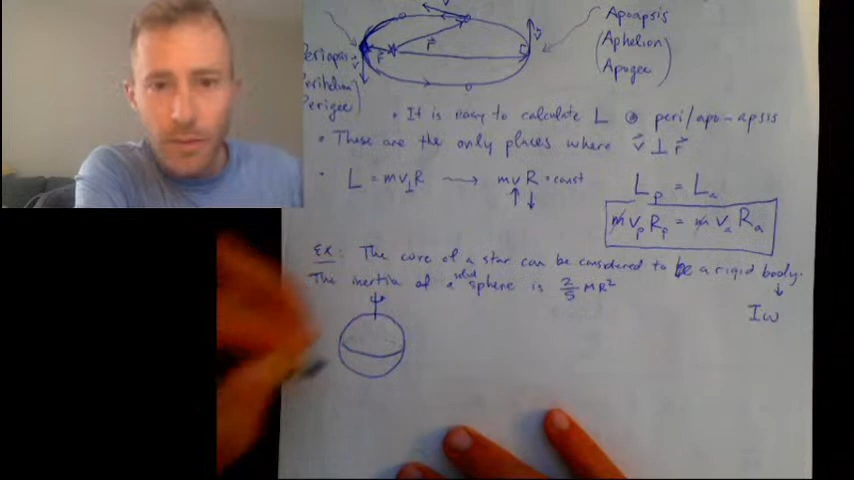 Periapsis
Perihelion)
Perigee
Apoapsis
(Aphelion)
Apogee
v
r
r
v
v
• It is easy to calculate L @ peri/apo-apsis
• These are the only places where v ⊥ r
• L = mv⊥R → mvR = const
↑ ↓
Lp = La
m vp Rp = m va Ra
EX: The core of a star can be considered to be a rigid body.
The inertia of a solid sphere is 2/5 MR²
↓
Iω